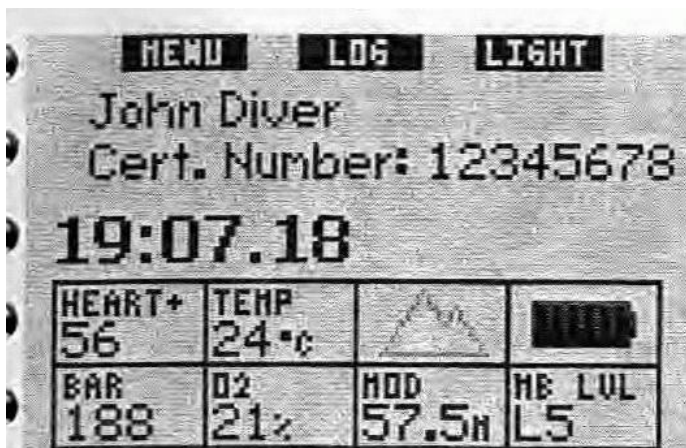 MENU LOG LIGHT
John Diver
Cert. Number: 12345678
19:07.18
HEART+ TEMP
56 24°C
BAR O2 MOD MB LVL
188 21% 57.5M L5